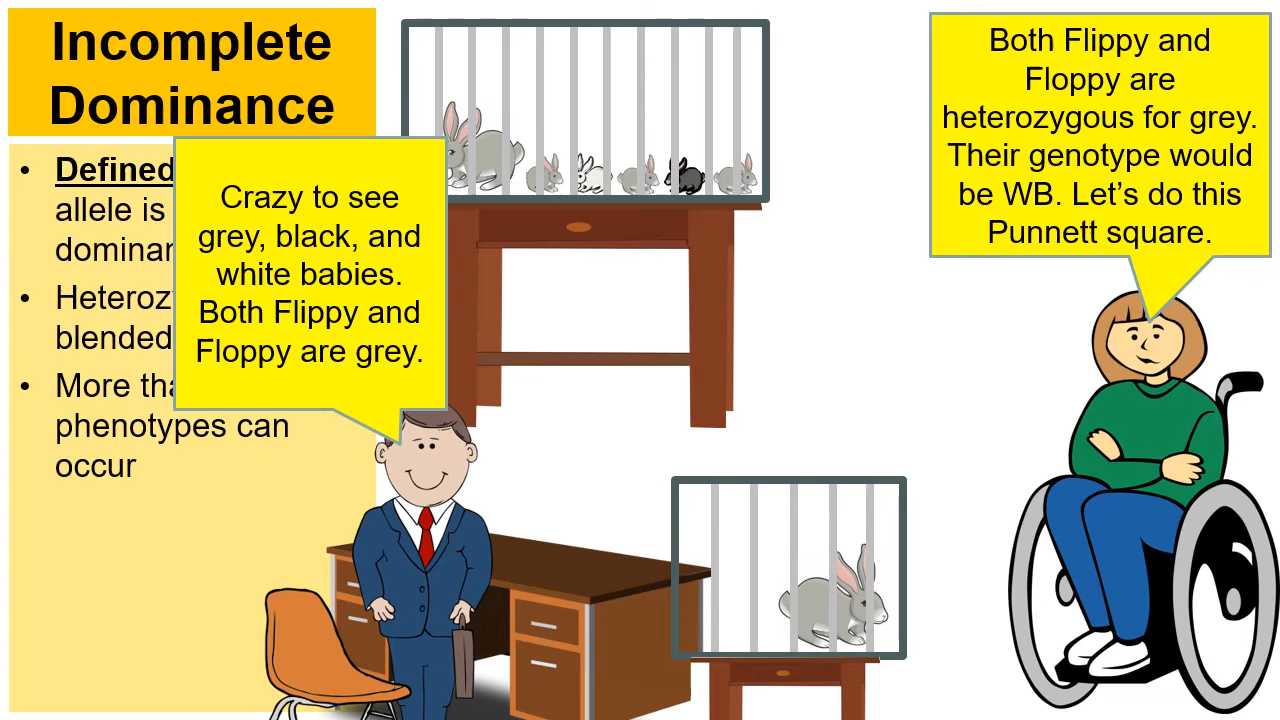 Incomplete
Dominance
• Defined
allele is
dominan
• Heteroz
blended
• More tha
phenotypes can
occur
Crazy to see
grey, black, and
white babies.
Both Flippy and
Floppy are grey.
Both Flippy and
Floppy are
heterozygous for grey.
Their genotype would
be WB. Let’s do this
Punnett square.